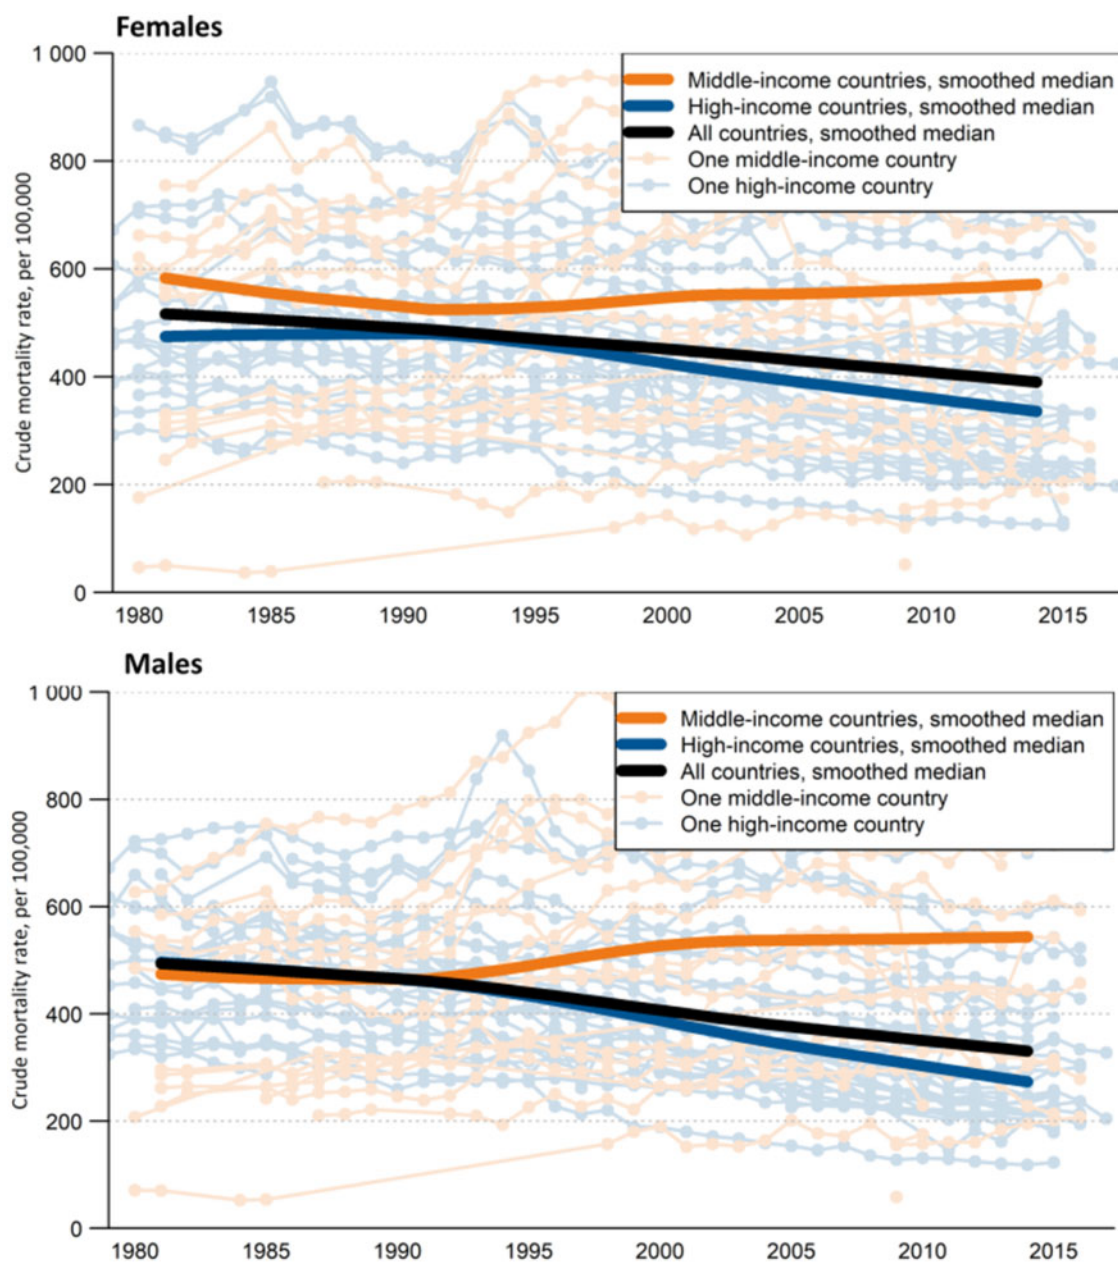 Females
1 000
800
600
400
200
0
Crude mortality rate, per 100,000
Middle-income countries, smoothed median
High-income countries, smoothed median
All countries, smoothed median
One middle-income country
One high-income country
1980 1985 1990 1995 2000 2005 2010 2015
Males
1 000
800
600
400
200
0
Crude mortality rate, per 100,000
Middle-income countries, smoothed median
High-income countries, smoothed median
All countries, smoothed median
One middle-income country
One high-income country
1980 1985 1990 1995 2000 2005 2010 2015